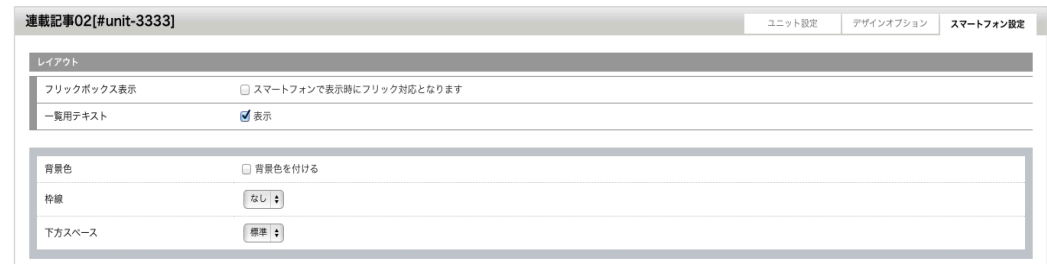 連載記事02[#unit-3333]
ユニット設定 デザインオプション スマートフォン設定
レイアウト
フリックボックス表示 スマートフォンで表示時にフリック対応となります
一覧用テキスト 表示
背景色 背景色を付ける
枠線 なし
下方スペース 標準